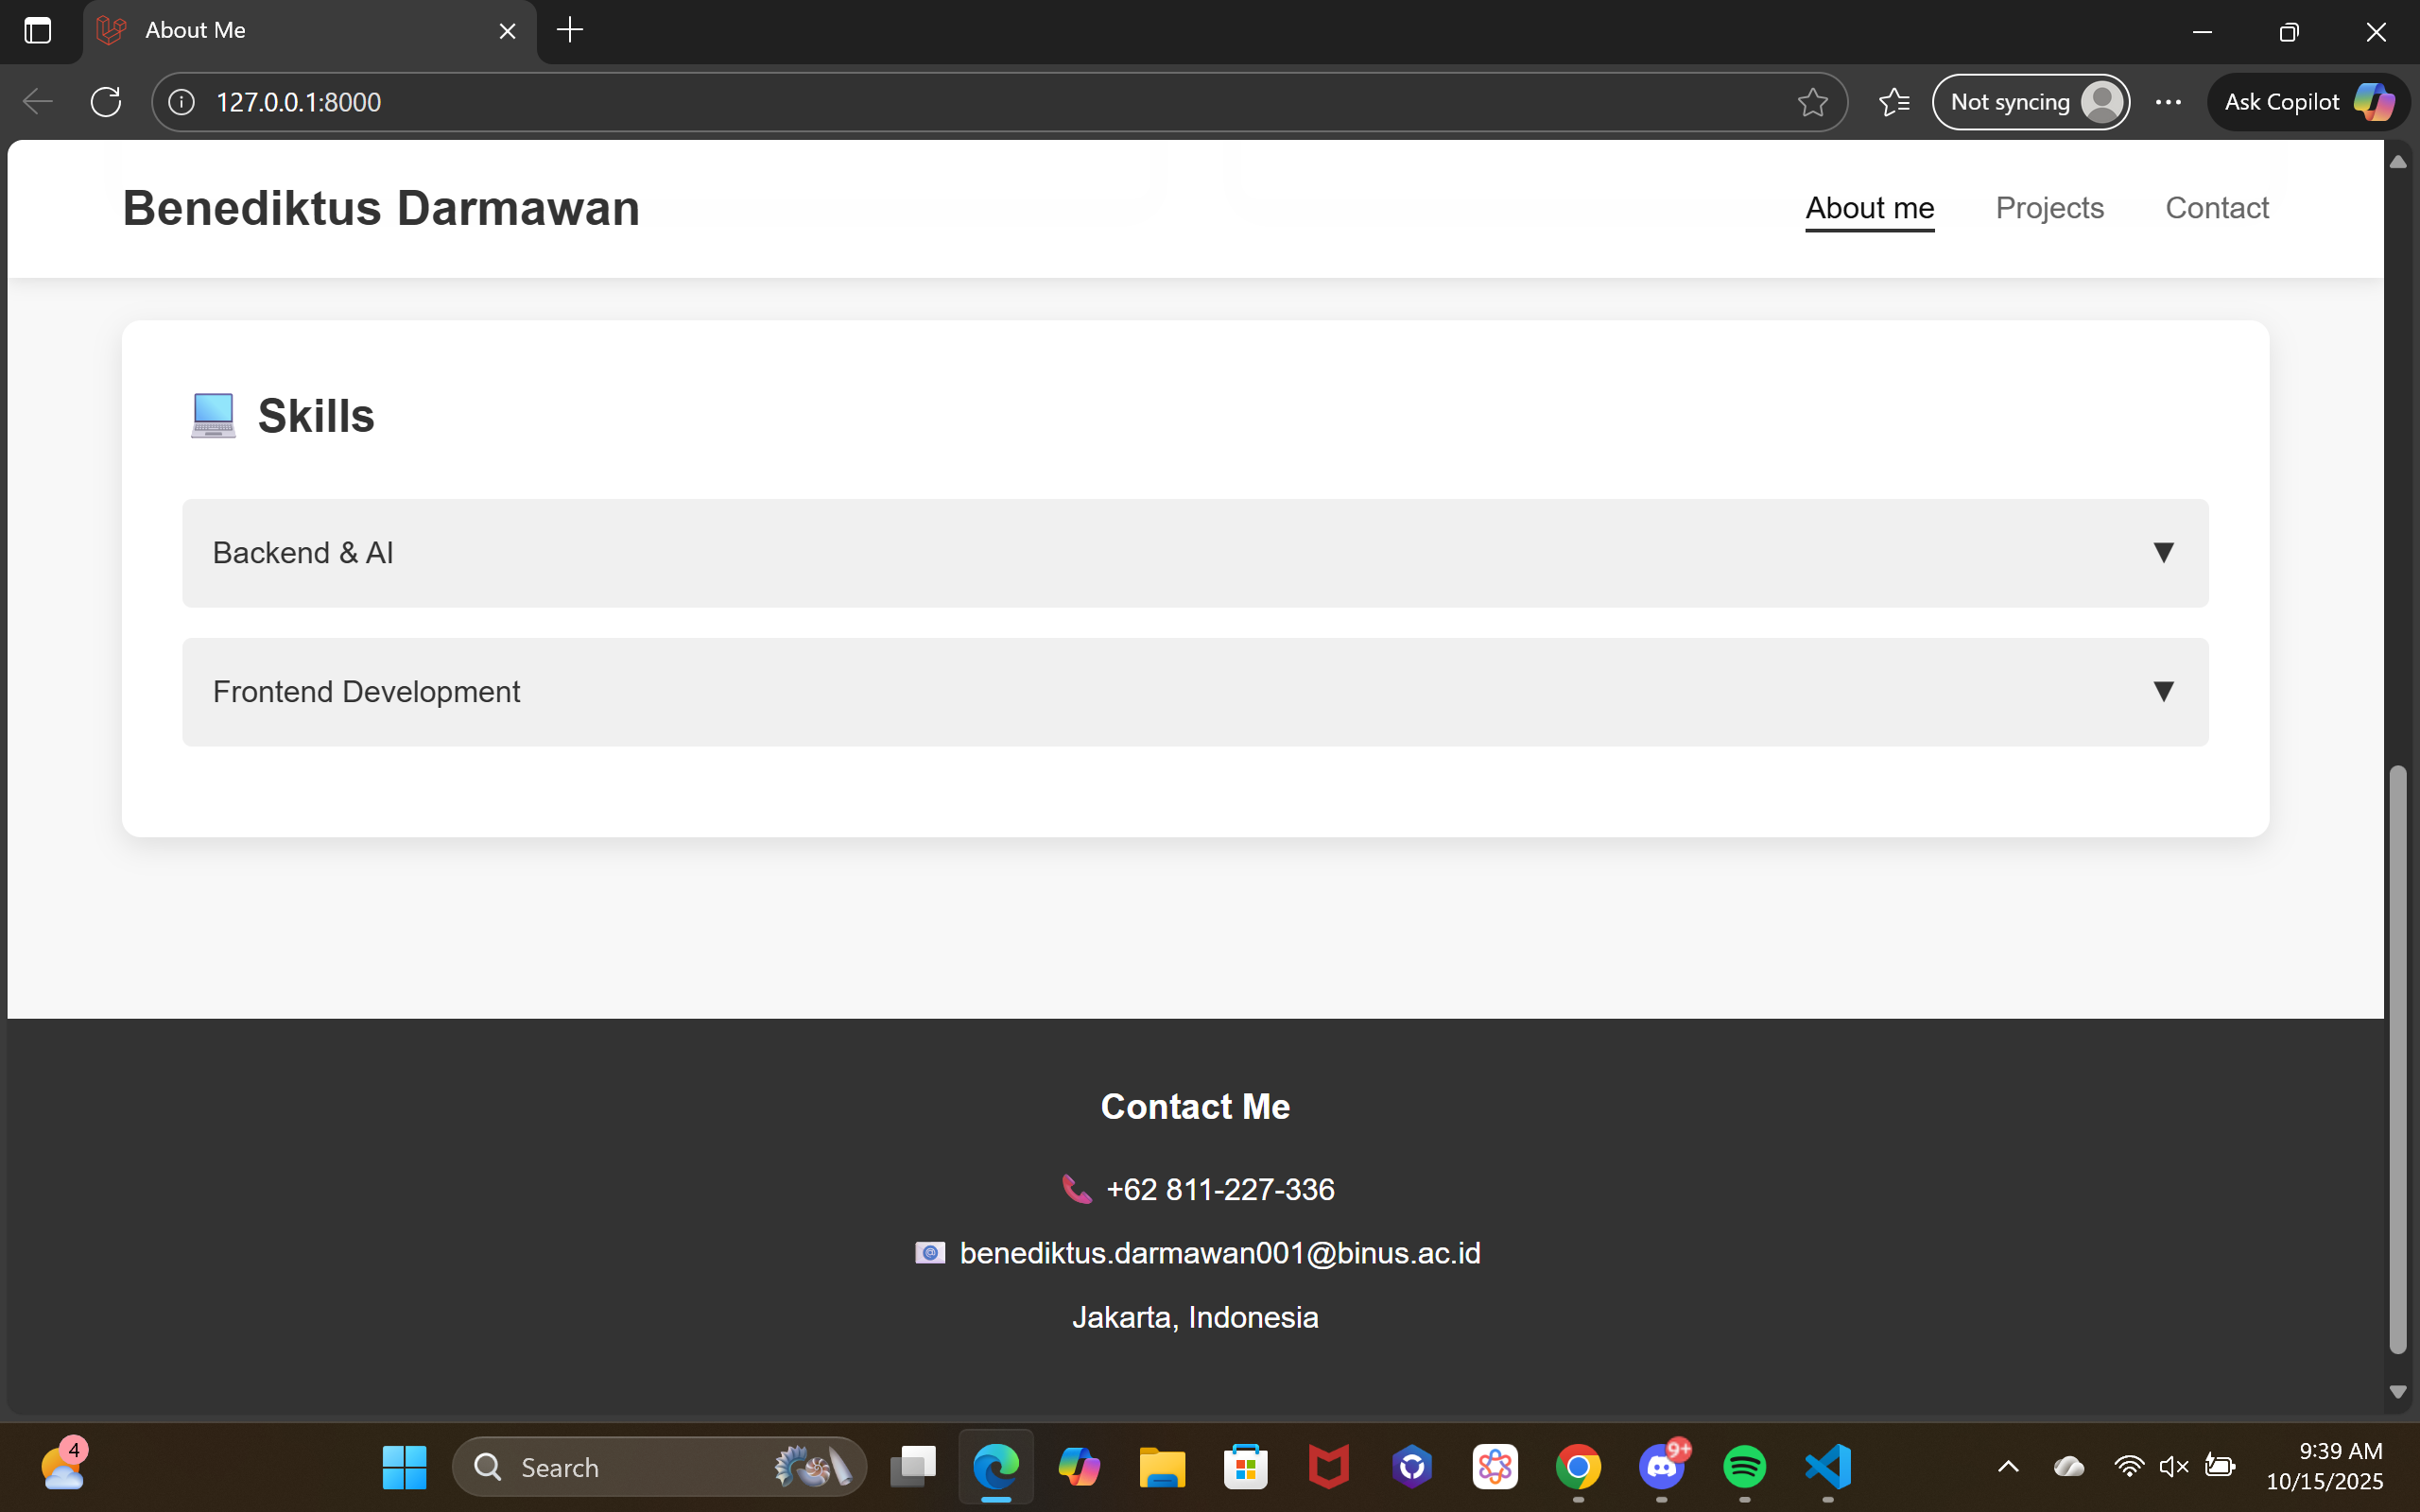 About Me
127.0.0.1:8000
Not syncing
Ask Copilot
Benediktus Darmawan
About me
Projects
Contact
Skills
Backend & AI
▼
Frontend Development
▼
Contact Me
+62 811-227-336
benediktus.darmawan001@binus.ac.id
Jakarta, Indonesia
4
Search
9+
9:39 AM
10/15/2025